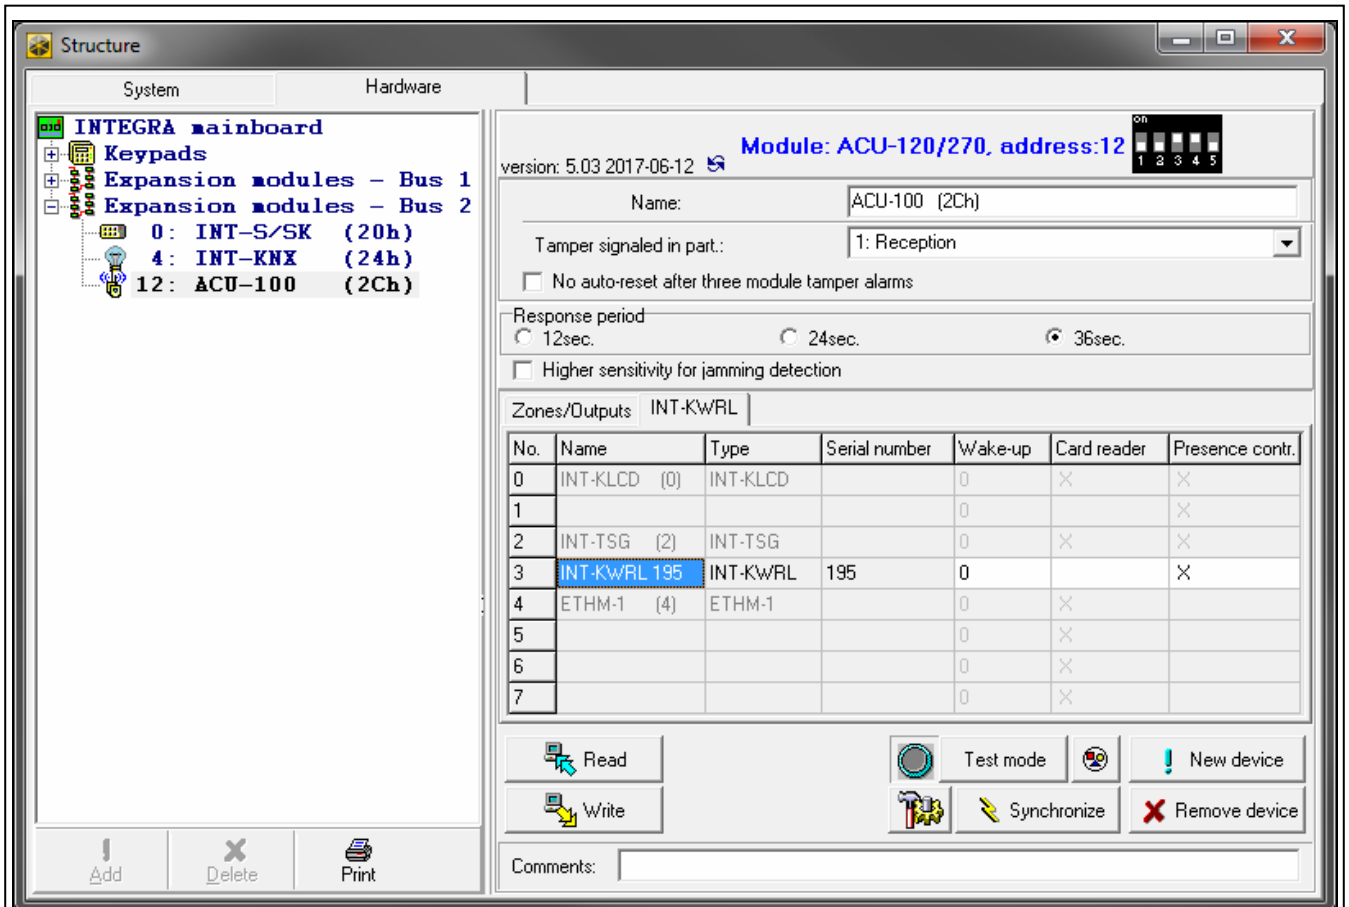 Structure
System Hardware
INTEGRA mainboard
Keypads
Expansion modules - Bus 1
Expansion modules - Bus 2
0: INT-S/SK (20h)
4: INT-KNX (24h)
12: ACU-100 (2Ch)
Add Delete Print
version: 5.03 2017-06-12 Module: ACU-120/270, address:12
on
1 2 3 4 5
Name: ACU-100 (2Ch)
Tamper signaled in part.: 1: Reception
No auto-reset after three module tamper alarms
Response period
12sec. 24sec. 36sec.
Higher sensitivity for jamming detection
Zones/Outputs INT-KWRL
No. Name Type Serial number Wake-up Card reader Presence contr.
0 INT-KLCD (0) INT-KLCD 0 X X
1 0 X
2 INT-TSG (2) INT-TSG 0 X X
3 INT-KWRL 195 INT-KWRL 195 0 X
4 ETHM-1 (4) ETHM-1 0 X
5 0 X
6 0 X
7 0 X
Read Test mode New device
Write Synchronize Remove device
Comments: